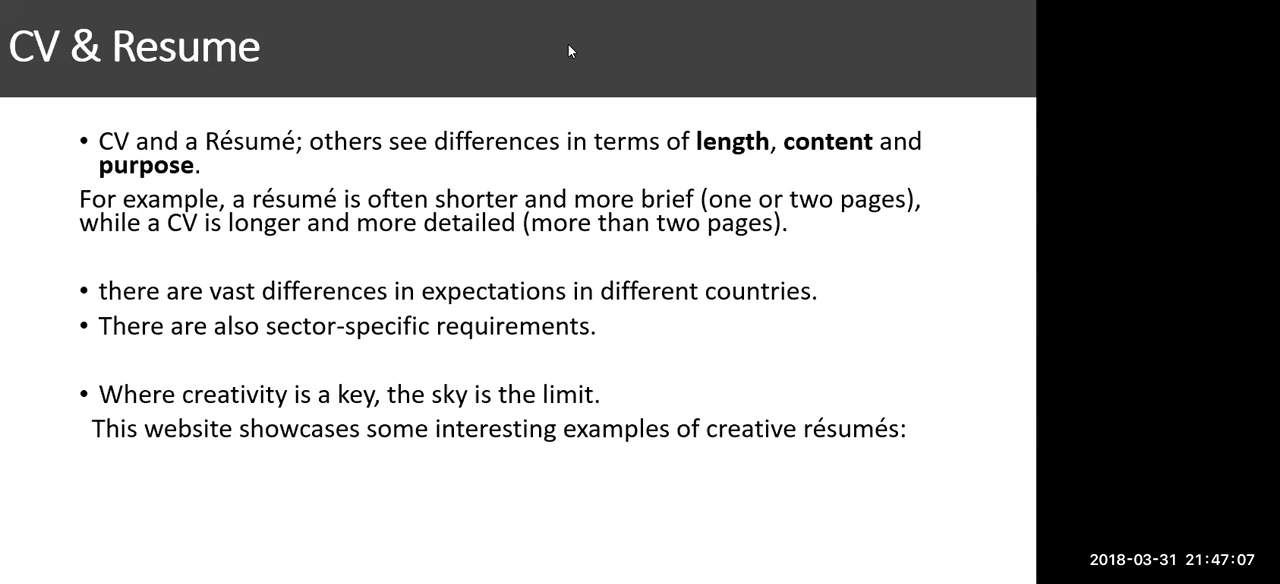 CV & Resume
• CV and a Résumé; others see differences in terms of length, content and
purpose.
For example, a résumé is often shorter and more brief (one or two pages),
while a CV is longer and more detailed (more than two pages).
• there are vast differences in expectations in different countries.
• There are also sector-specific requirements.
• Where creativity is a key, the sky is the limit.
This website showcases some interesting examples of creative résumés:
2018-03-31 21:47:07